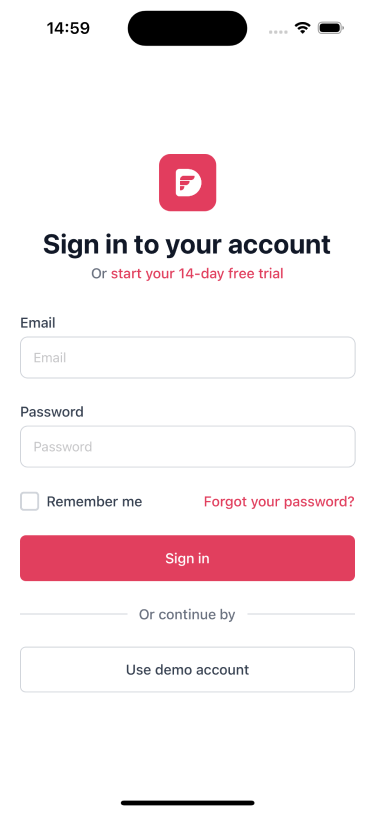 14:59
Sign in to your account
Or start your 14-day free trial
Email
Email
Password
Password
Remember me
Forgot your password?
Sign in
Or continue by
Use demo account